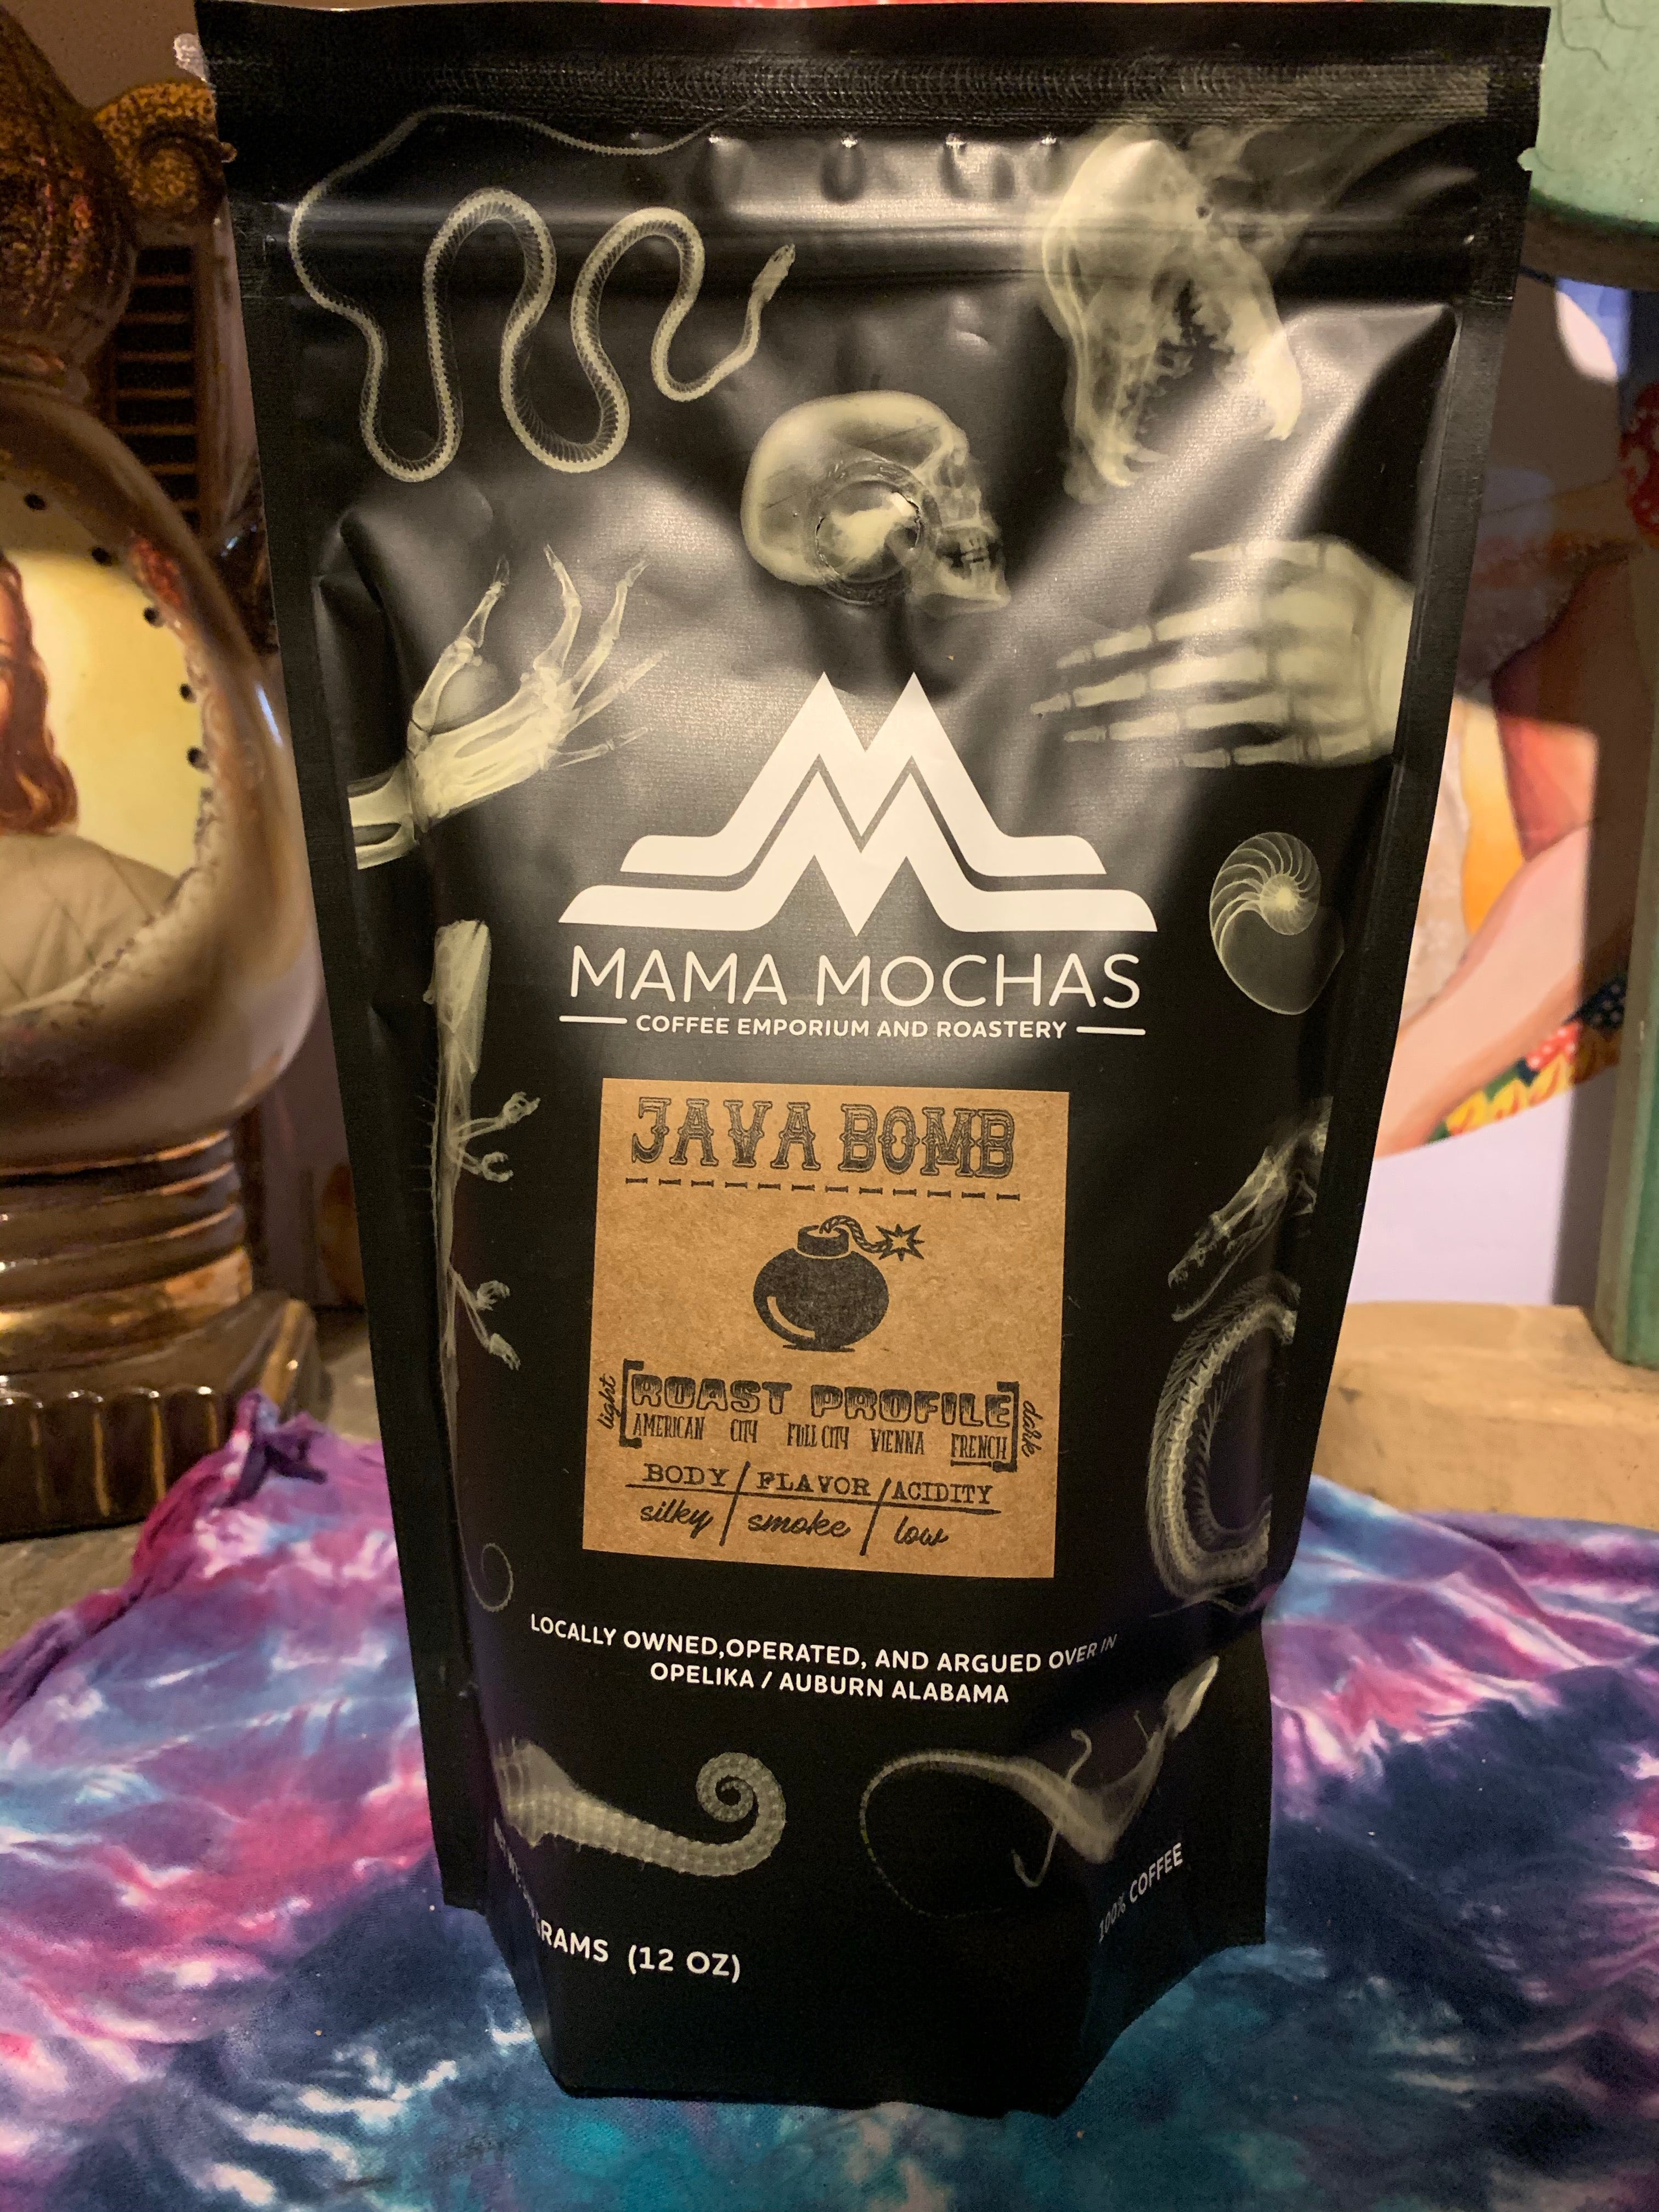 MAMA MOCHAS
COFFEE EMPORIUM AND ROASTERY
JAVA BOMB
light
ROAST PROFILE
dark
AMERICAN CITY FULL CITY VIENNA FRENCH
BODY / FLAVOR / ACIDITY
silky / smoke / low
LOCALLY OWNED,OPERATED, AND ARGUED OVER IN
OPELIKA / AUBURN ALABAMA
(12 OZ)
100% COFFEE